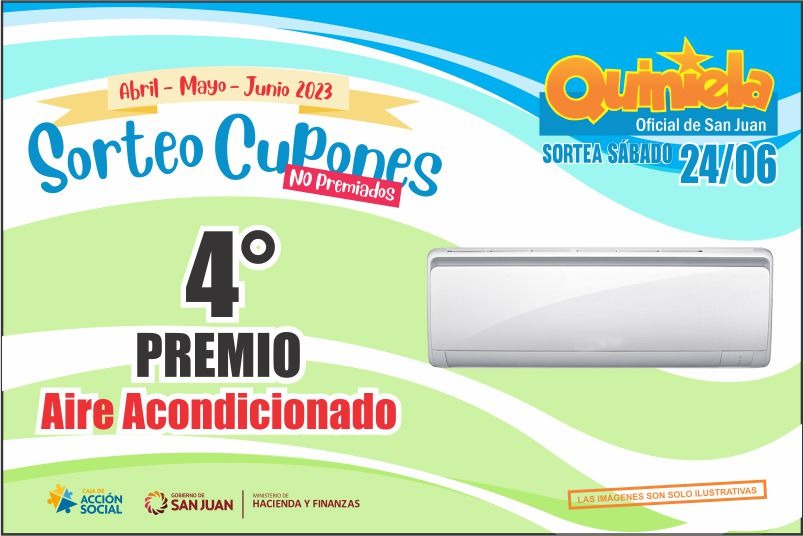 Abril - Mayo - Junio 2023
Sorteo Cupones
NO Premiados
Quiniela
Oficial de San Juan
SORTEA SÁBADO 24/06
4°
PREMIO
Aire Acondicionado
CAJA DE
ACCIÓN
SOCIAL
GOBIERNO DE
SAN JUAN
MINISTERIO DE
HACIENDA Y FINANZAS
LAS IMÁGENES SON SOLO ILUSTRATIVAS